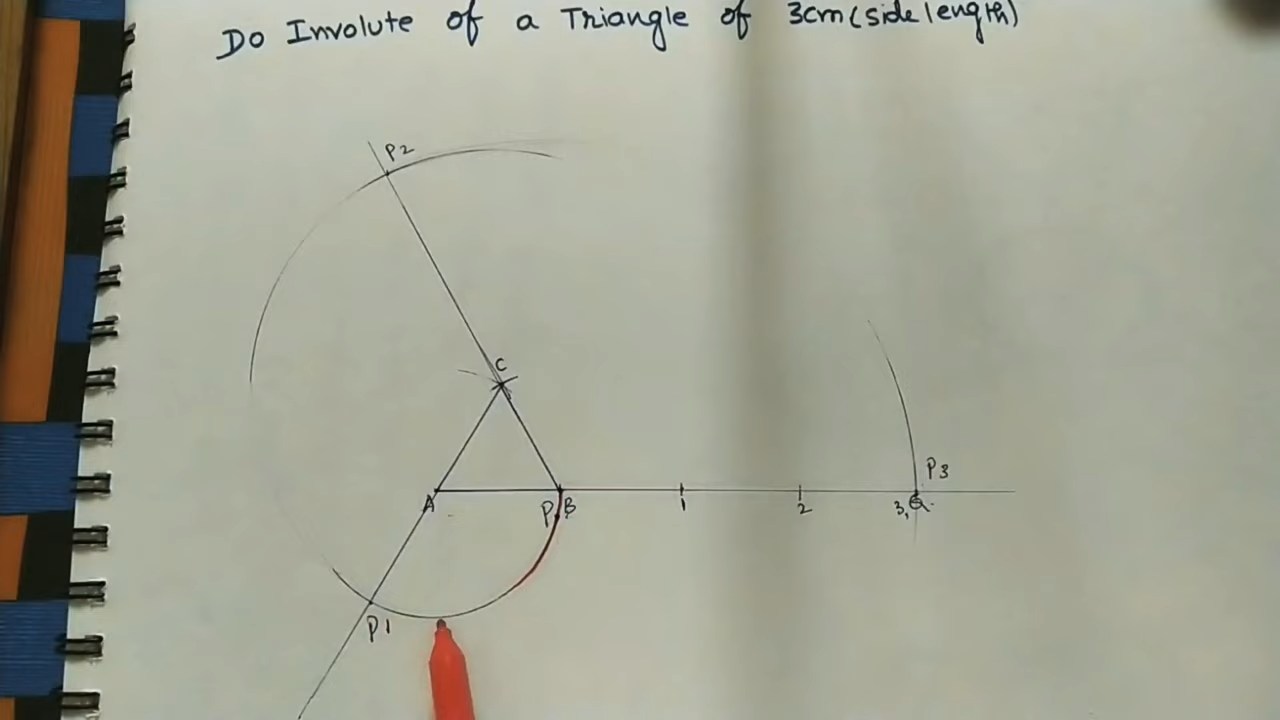 Do Involute of a Triangle of 3cm(side length)
P2
C
P3
A
P,B
1
2
3,Q
P1